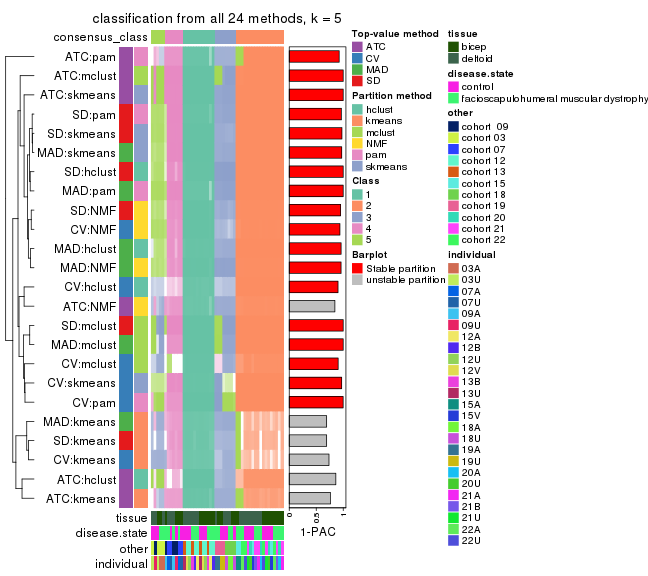 classification from all 24 methods, k = 5
consensus_class
ATC:pam
ATC:mclust
ATC:skmeans
SD:pam
SD:skmeans
MAD:skmeans
SD:hclust
MAD:pam
SD:NMF
CV:NMF
MAD:hclust
MAD:NMF
CV:hclust
ATC:NMF
SD:mclust
MAD:mclust
CV:mclust
CV:skmeans
CV:pam
MAD:kmeans
SD:kmeans
CV:kmeans
ATC:hclust
ATC:kmeans
tissue
disease.state
other
individual
0
0.5
1
1-PAC
Top-value method
ATC
CV
MAD
SD
Partition method
hclust
kmeans
mclust
NMF
pam
skmeans
Class
1
2
3
4
5
Barplot
Stable partition
unstable partition
tissue
bicep
deltoid
disease.state
control
facioscapulohumeral muscular dystrophy
other
cohort 09
cohort 03
cohort 07
cohort 12
cohort 13
cohort 15
cohort 18
cohort 19
cohort 20
cohort 21
cohort 22
individual
03A
03U
07A
07U
09A
09U
12A
12B
12U
12V
13B
13U
15A
15V
18A
18U
19A
19U
20A
20U
21A
21B
21U
22A
22U